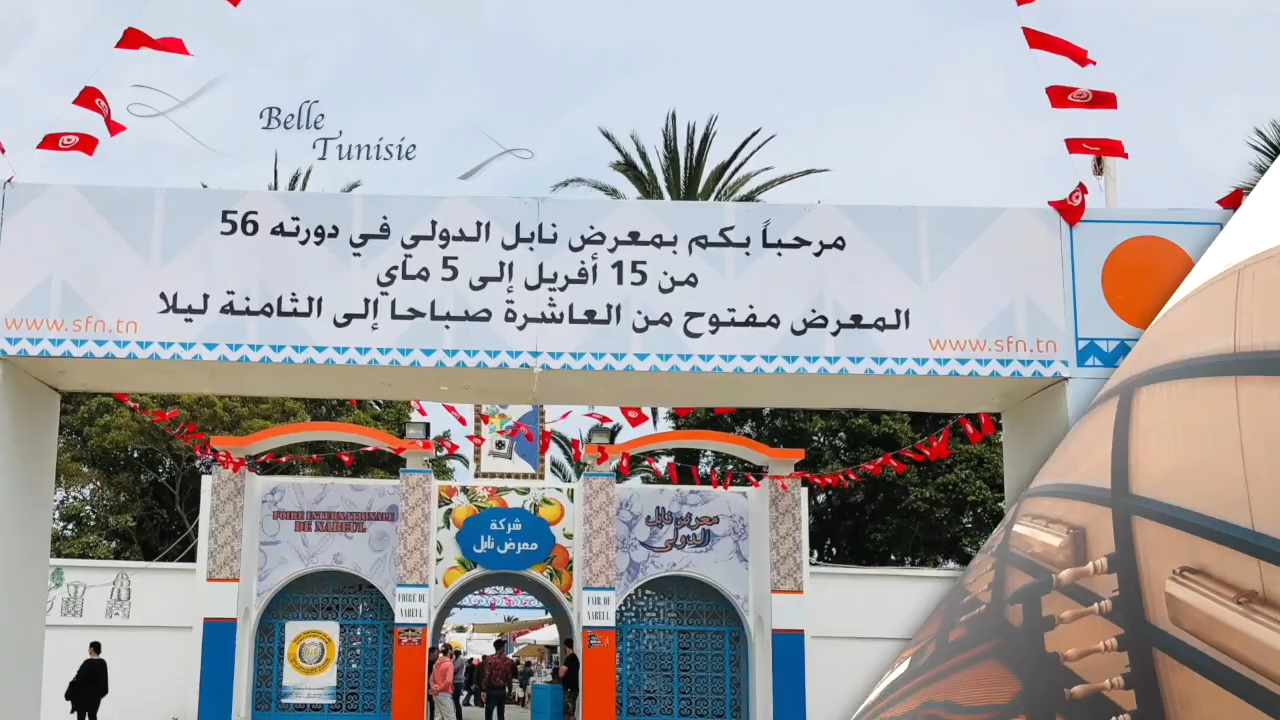 Belle
Tunisie
مرحباً بكم بمعرض نابل الدولي في دورته 56
من 15 أفريل إلى 5 ماي
المعرض مفتوح من العاشرة صباحا إلى الثامنة ليلا
www.sfn.tn
www.sfn.tn
FOIRE INTERNATIONALE
DE NABEUL
شركة
معرض نابل
معرض نابل
الدولي
FOIRE DE
NABEUL
FAIR DE
NABEUL